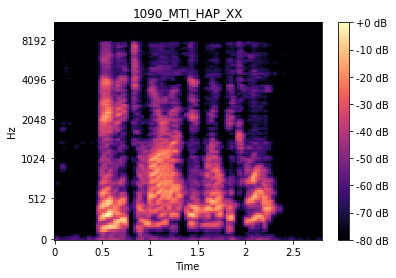 1090_MTI_HAP_XX
+0 dB
8192
-10 dB
4096
-20 dB
-30 dB
2048
Hz
-40 dB
1024
-50 dB
512
-60 dB
-70 dB
0
-80 dB
0 0.5 1 1.5 2 2.5
Time